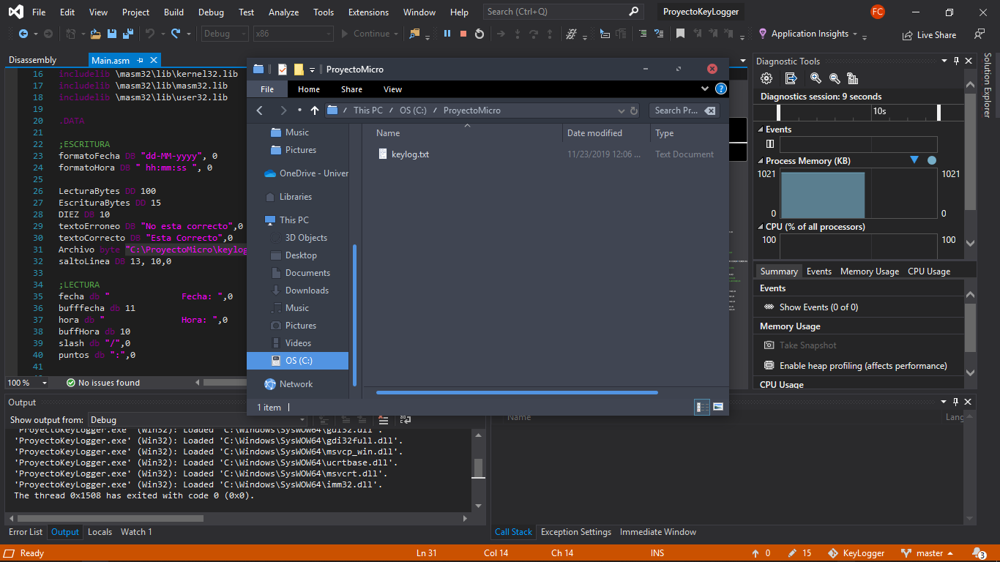 File Edit View Project Build Debug Test Analyze Tools Extensions Window Help Search (Ctrl+Q) ProyectoKeyLogger FC
Debug x86 Continue Application Insights Live Share
Disassembly Main.asm
16 includelib \masm32\lib\kernel32.lib
17 includelib \masm32\lib\masm32.lib
18 includelib \masm32\lib\user32.lib
19
20 .DATA
21
22 ;ESCRITURA
23 formatoFecha DB "dd-MM-yyyy", 0
24 formatoHora DB " hh:mm:ss ", 0
25
26 LecturaBytes DD 100
27 EscrituraBytes DD 15
28 DIEZ DB 10
29 textoErroneo DB "No esta correcto",0
30 textoCorrecto DB "Esta Correcto",0
31 Archivo byte "C:\ProyectoMicro\keylog
32 saltoLinea DB 13, 10,0
33
34 ;LECTURA
35 fecha db " Fecha: ",0
36 bufffecha db 11
37 hora db " Hora: ",0
38 buffHora db 10
39 slash db "/",0
40 puntos db ":",0
41
100 % No issues found
ProyectoMicro
File Home Share View
This PC / OS (C:) / ProyectoMicro Search Pr...
Music
Pictures
OneDrive - Univer
Libraries
This PC
3D Objects
Desktop
Documents
Downloads
Music
Pictures
Videos
OS (C:)
Network
Name Date modified Type
keylog.txt 11/23/2019 12:06 ... Text Document
1 item
Diagnostic Tools
Diagnostics session: 9 seconds
10s
Events
Process Memory (KB)
1021 1021
0 0
CPU (% of all processors)
100 100
Summary Events Memory Usage CPU Usage
Events
Show Events (0 of 0)
Memory Usage
Take Snapshot
Enable heap profiling (affects performance)
CPU Usage
Solution Explorer
Output
Show output from: Debug
'ProyectoKeyLogger.exe' (Win32): Loaded 'C:\Windows\SysWOW64\gdi32.dll'.
'ProyectoKeyLogger.exe' (Win32): Loaded 'C:\Windows\SysWOW64\gdi32full.dll'.
'ProyectoKeyLogger.exe' (Win32): Loaded 'C:\Windows\SysWOW64\msvcp_win.dll'.
'ProyectoKeyLogger.exe' (Win32): Loaded 'C:\Windows\SysWOW64\ucrtbase.dll'.
'ProyectoKeyLogger.exe' (Win32): Loaded 'C:\Windows\SysWOW64\msvcrt.dll'.
'ProyectoKeyLogger.exe' (Win32): Loaded 'C:\Windows\SysWOW64\imm32.dll'.
The thread 0x1508 has exited with code 0 (0x0).
Name Lang
Error List Output Locals Watch 1
Call Stack Exception Settings Immediate Window
Ready Ln 31 Col 14 Ch 14 INS 0 15 KeyLogger master 3